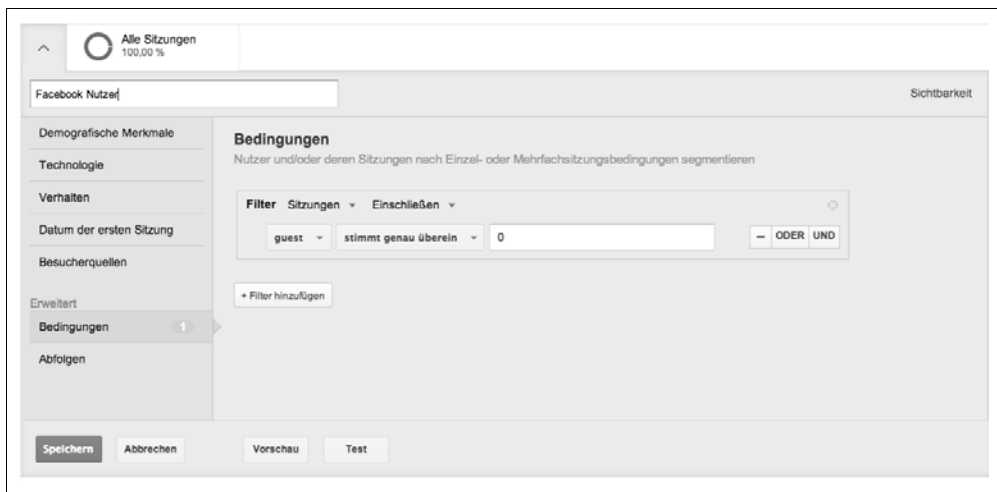 Alle Sitzungen
100,00 %
Facebook Nutzer
Sichtbarkeit
Demografische Merkmale
Technologie
Verhalten
Datum der ersten Sitzung
Besucherquellen
Erweitert
Bedingungen 1
Abfolgen
Bedingungen
Nutzer und/oder deren Sitzungen nach Einzel- oder Mehrfachsitzungsbedingungen segmentieren
Filter Sitzungen Einschließen
guest stimmt genau überein 0 – ODER UND
+ Filter hinzufügen
Speichern Abbrechen Vorschau Test